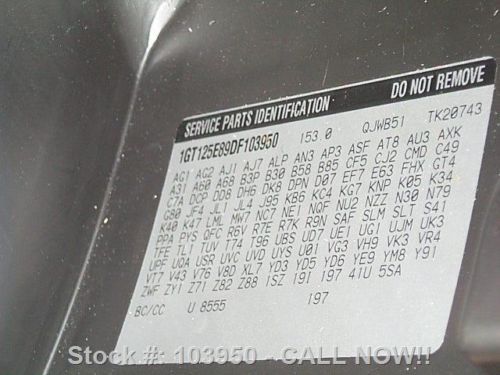 SERVICE PARTS IDENTIFICATION DO NOT REMOVE
1GT125E89DF103950 153.0 QJWB51 TK20743
AG1 AG2 AJ1 AJ7 ALP AN3 AP3 ASF AT8 AU3 AXK
A31 A60 A68 B3P B30 B58 B85 CF5 CJ2 CMD C49
C7A DCP DD8 DH6 DK8 DPN D07 EF7 E63 FHX GT4
G80 JF4 JL1 JL4 J95 KB6 KC4 KG7 KNP K05 K34
K40 K47 LML MW7 NC7 NE1 NQF NU2 NZZ N30 N79
PPA PYS QFC R6V R7E R7K R9N SAF SLM SLT S41
TFE TLI TUV T74 T96 UBS UD7 UE1 UG1 UJM UK3
UPF UQA USR UVC UVD UYS U01 VG3 VH9 VK3 VR4
V77 V43 V76 V8D XL7 YD3 YD5 YD6 YE9 YM8 Y91
ZWF ZY1 Z71 Z82 Z88 1SZ 19I 197 41U 5SA
BC/CC U 8555 197
Stock #: 103950 - CALL NOW!!